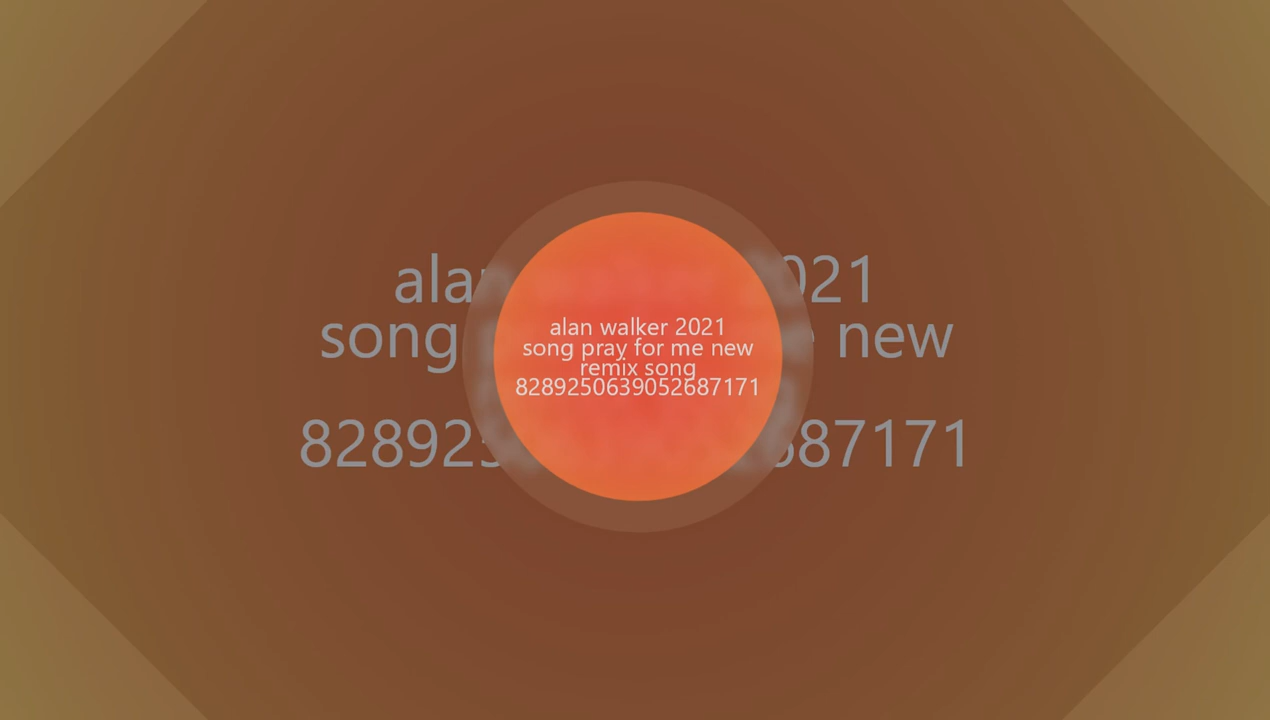 alan walker 2021
song pray for me new
remix song
8289250639052687171